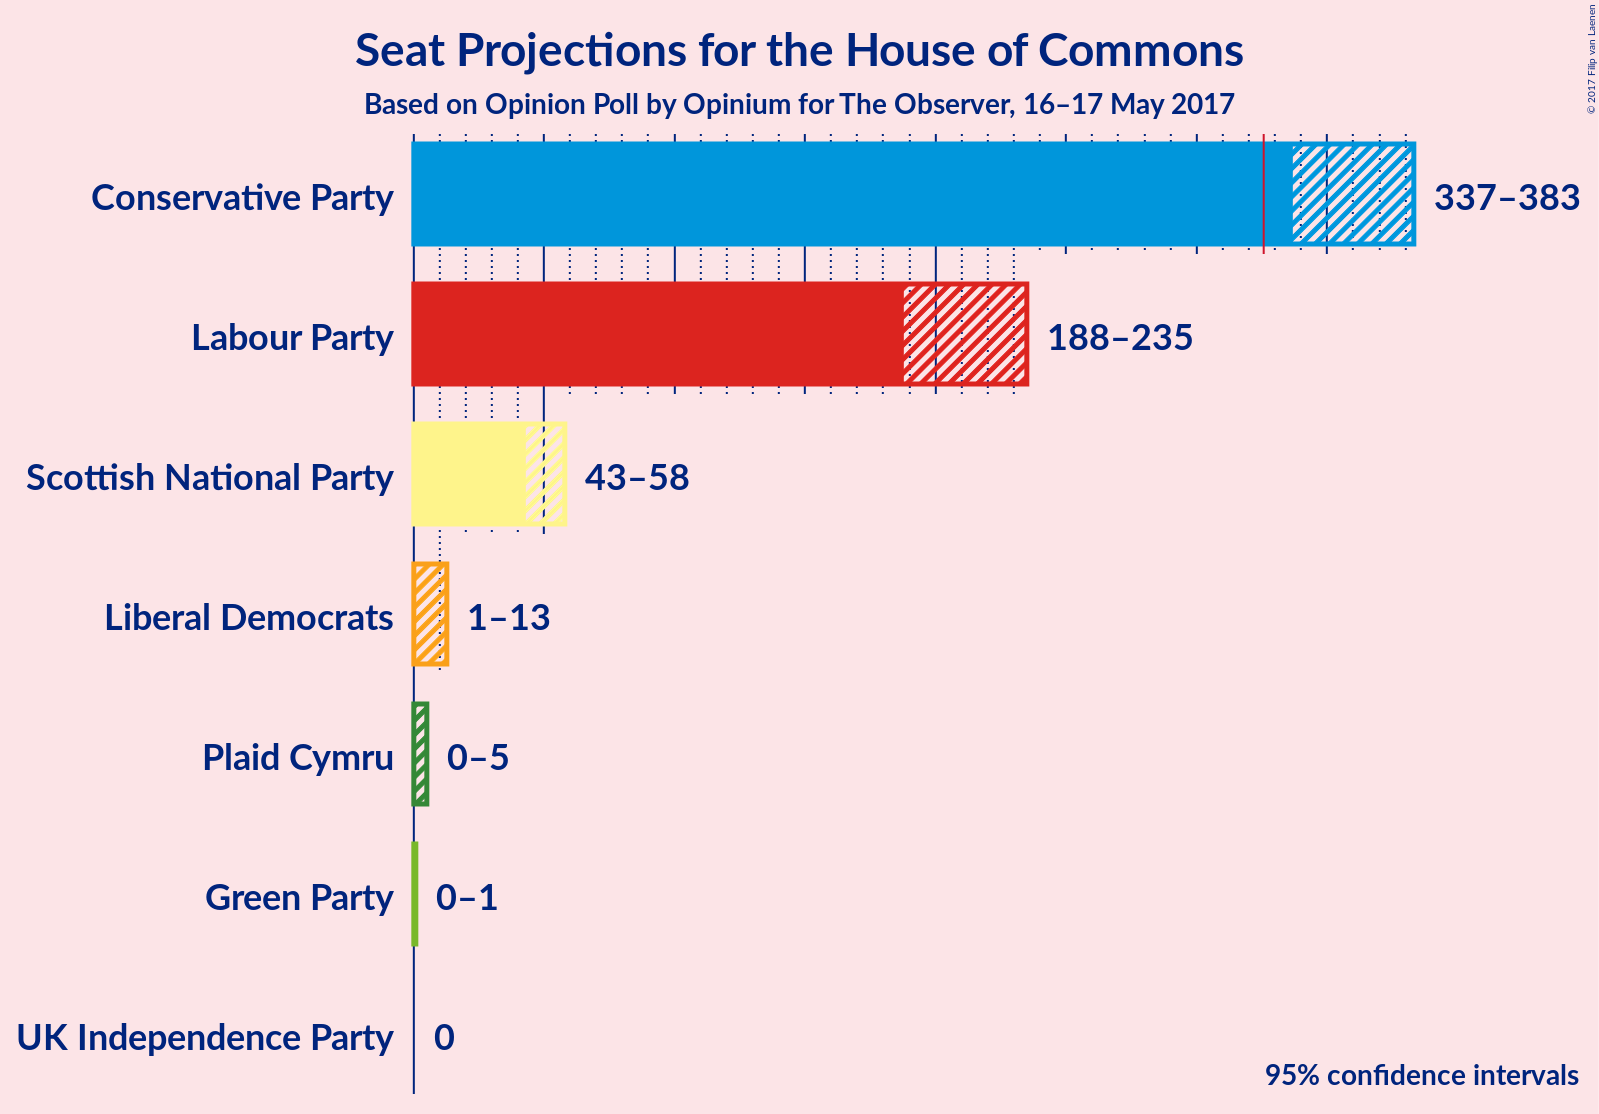 Seat Projections for the House of Commons
Based on Opinion Poll by Opinium for The Observer, 16–17 May 2017
© 2017 Filip van Laenen
Conservative Party
337–383
Labour Party
188–235
Scottish National Party
43–58
Liberal Democrats
1–13
Plaid Cymru
0–5
Green Party
0–1
UK Independence Party
0
95% confidence intervals